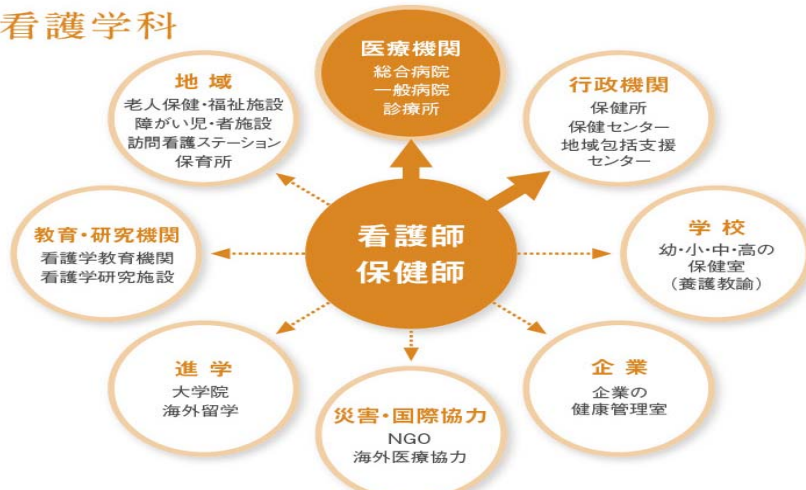 看護学科
医療機関
総合病院
一般病院
診療所
地域
老人保健・福祉施設
障がい児・者施設
訪問看護ステーション
保育所
行政機関
保健所
保健センター
地域包括支援
センター
看護師
保健師
教育・研究機関
看護学教育機関
看護学研究施設
学校
幼・小・中・高の
保健室
(養護教諭)
進学
大学院
海外留学
企業
企業の
健康管理室
災害・国際協力
NGO
海外医療協力